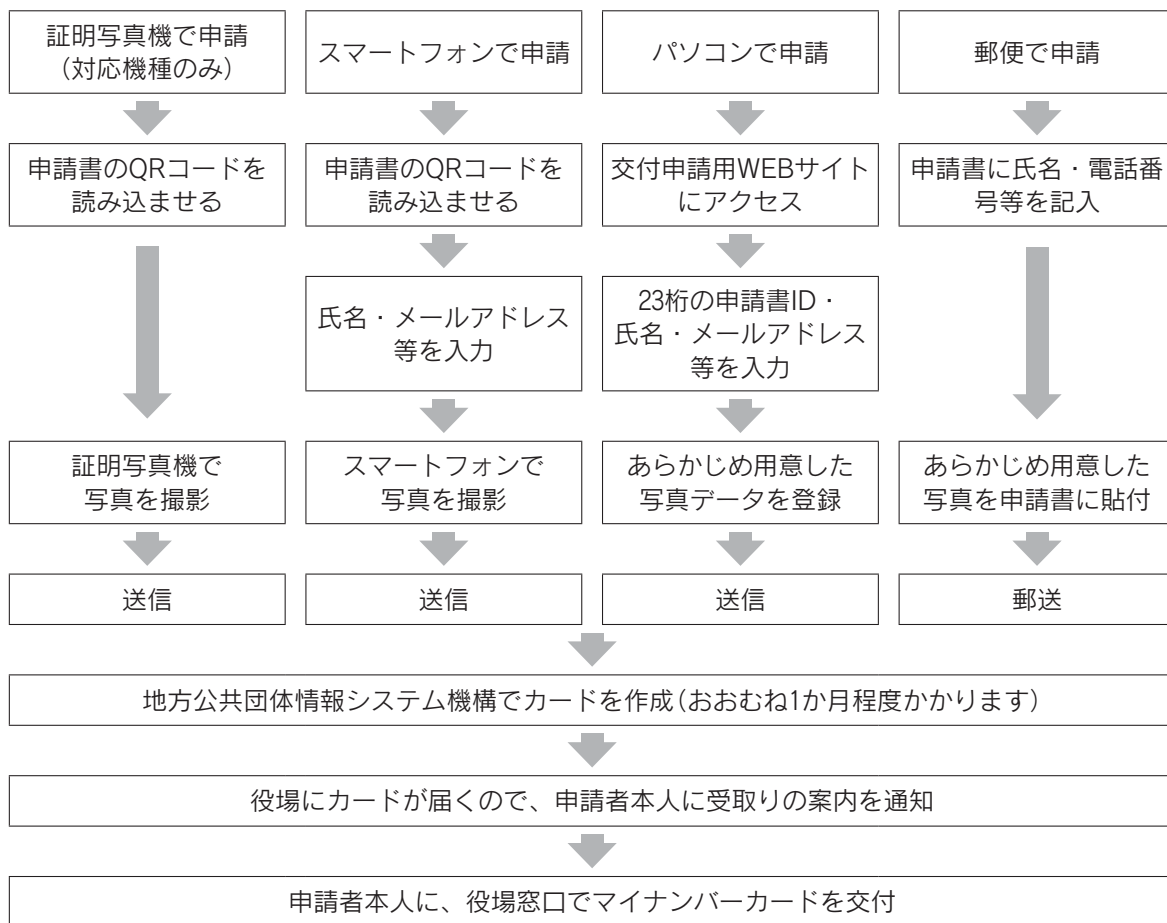 証明写真機で申請
（対応機種のみ）
スマートフォンで申請
パソコンで申請
郵便で申請
申請書のQRコードを
読み込ませる
申請書のQRコードを
読み込ませる
交付申請用WEBサイト
にアクセス
申請書に氏名・電話番
号等を記入
氏名・メールアドレス
等を入力
23桁の申請書ID・
氏名・メールアドレス
等を入力
証明写真機で
写真を撮影
スマートフォンで
写真を撮影
あらかじめ用意した
写真データを登録
あらかじめ用意した
写真を申請書に貼付
送信
送信
送信
郵送
地方公共団体情報システム機構でカードを作成（おおむね1か月程度かかります）
役場にカードが届くので、申請者本人に受取りの案内を通知
申請者本人に、役場窓口でマイナンバーカードを交付